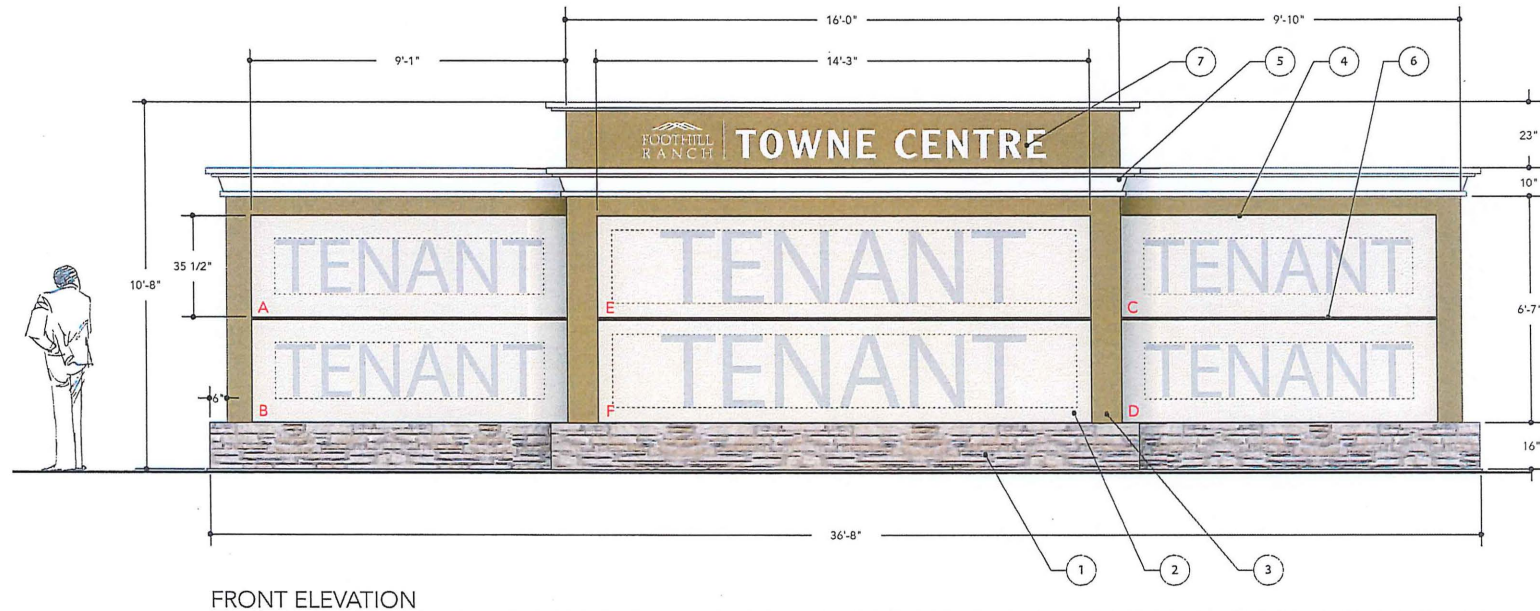 16'-0"
9'-10"
9'-1"
14'-3"
7
5
4
6
FOOTHILL
RANCH
TOWNE CENTRE
23"
10"
35 1/2"
10'-8"
TENANT
TENANT
TENANT
A
E
C
6'-7"
TENANT
TENANT
TENANT
6"
B
F
D
16"
36'-8"
1
2
3
FRONT ELEVATION